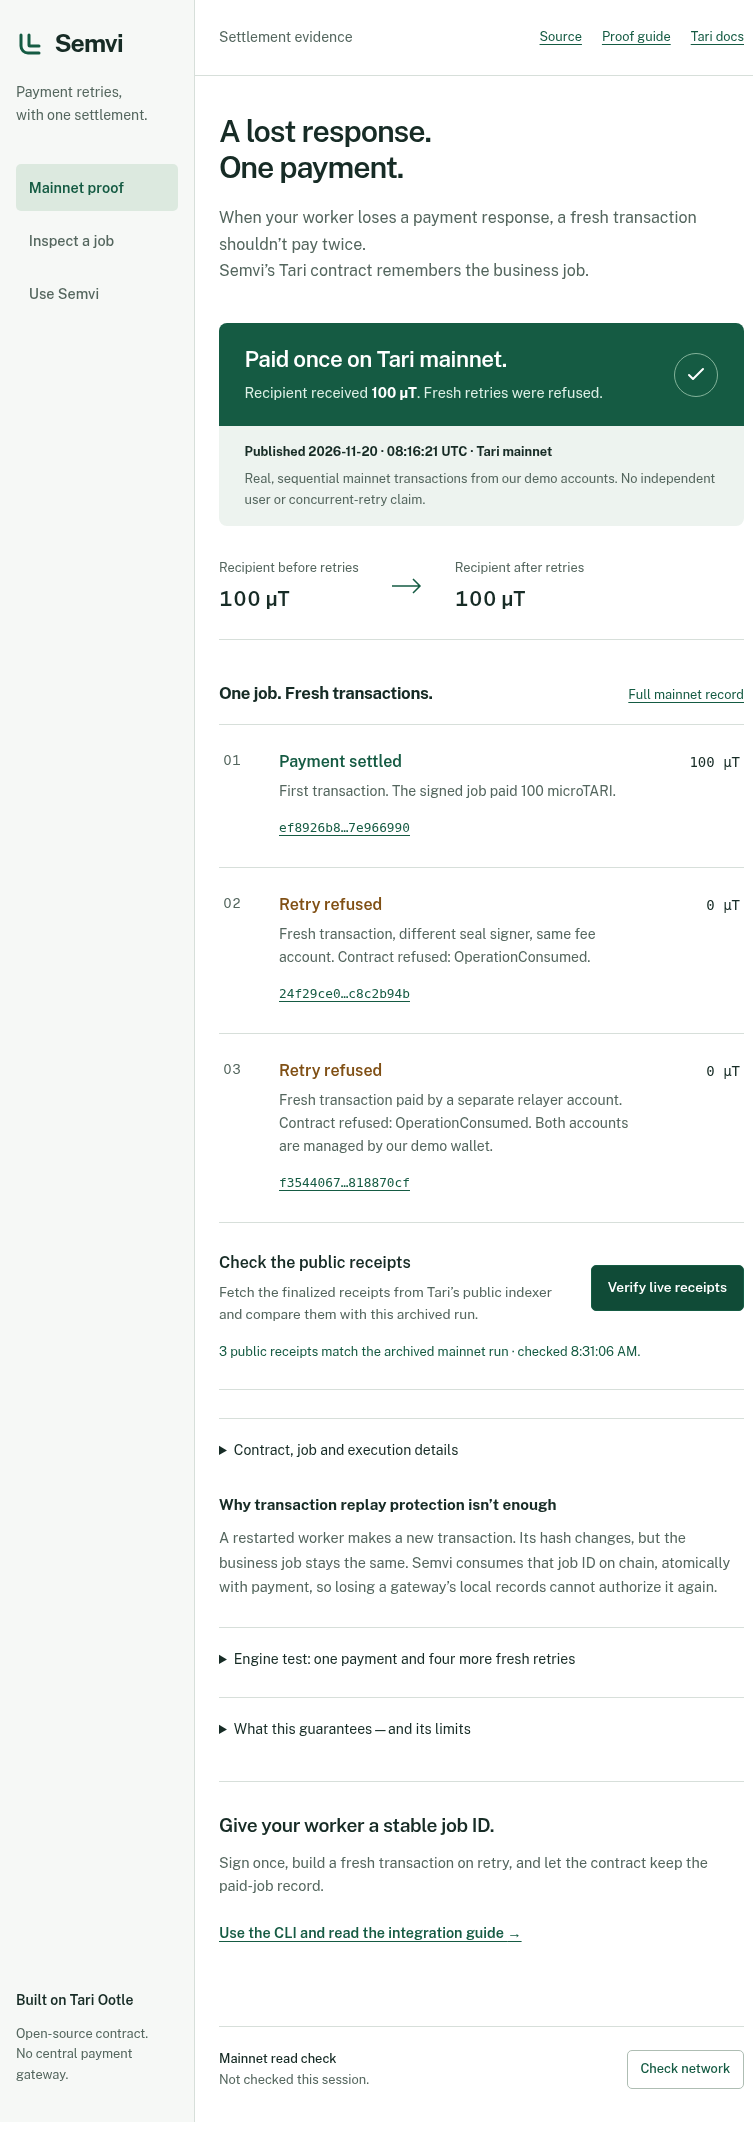 Semvi
Payment retries,
with one settlement.
Mainnet proof
Inspect a job
Use Semvi
Built on Tari Ootle
Open-source contract.
No central payment
gateway.
Settlement evidence
Source
Proof guide
Tari docs
A lost response.
One payment.
When your worker loses a payment response, a fresh transaction
shouldn’t pay twice.
Semvi’s Tari contract remembers the business job.
Paid once on Tari mainnet.
Recipient received 100 µT. Fresh retries were refused.
Published 2026-11-20 · 08:16:21 UTC · Tari mainnet
Real, sequential mainnet transactions from our demo accounts. No independent
user or concurrent-retry claim.
Recipient before retries
100 µT
Recipient after retries
100 µT
One job. Fresh transactions.
Full mainnet record
01
Payment settled
100 µT
First transaction. The signed job paid 100 microTARI.
ef8926b8…7e966990
02
Retry refused
0 µT
Fresh transaction, different seal signer, same fee
account. Contract refused: OperationConsumed.
24f29ce0…c8c2b94b
03
Retry refused
0 µT
Fresh transaction paid by a separate relayer account.
Contract refused: OperationConsumed. Both accounts
are managed by our demo wallet.
f3544067…818870cf
Check the public receipts
Fetch the finalized receipts from Tari’s public indexer
and compare them with this archived run.
Verify live receipts
3 public receipts match the archived mainnet run · checked 8:31:06 AM.
Contract, job and execution details
Why transaction replay protection isn’t enough
A restarted worker makes a new transaction. Its hash changes, but the
business job stays the same. Semvi consumes that job ID on chain, atomically
with payment, so losing a gateway’s local records cannot authorize it again.
Engine test: one payment and four more fresh retries
What this guarantees — and its limits
Give your worker a stable job ID.
Sign once, build a fresh transaction on retry, and let the contract keep the
paid-job record.
Use the CLI and read the integration guide →
Mainnet read check
Not checked this session.
Check network